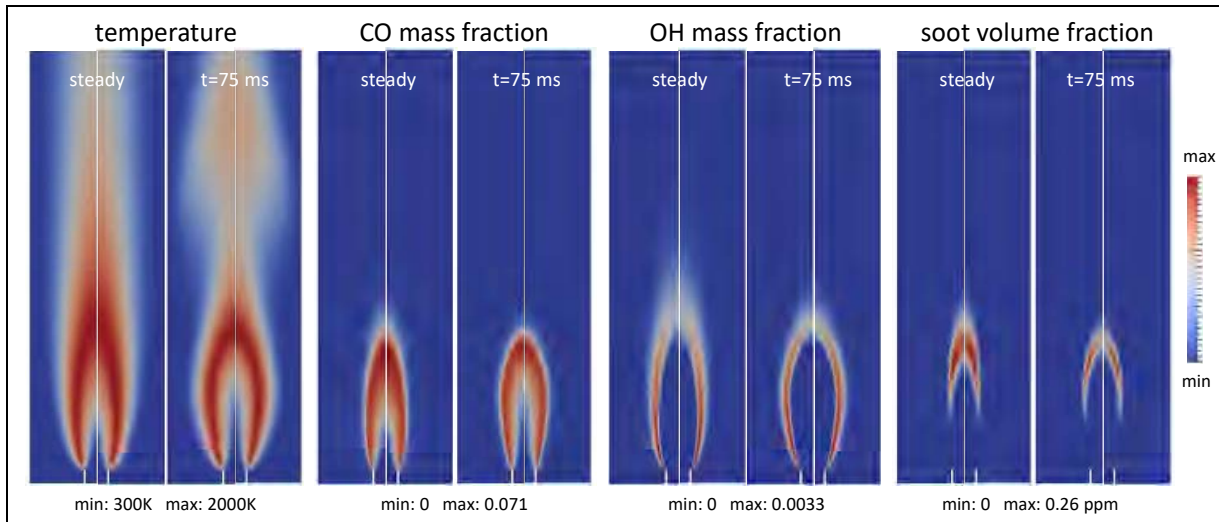 temperature CO mass fraction OH mass fraction soot volume fraction
steady t=75 ms steady t=75 ms steady t=75 ms steady t=75 ms
max
min
min: 300K max: 2000K min: 0 max: 0.071 min: 0 max: 0.0033 min: 0 max: 0.26 ppm